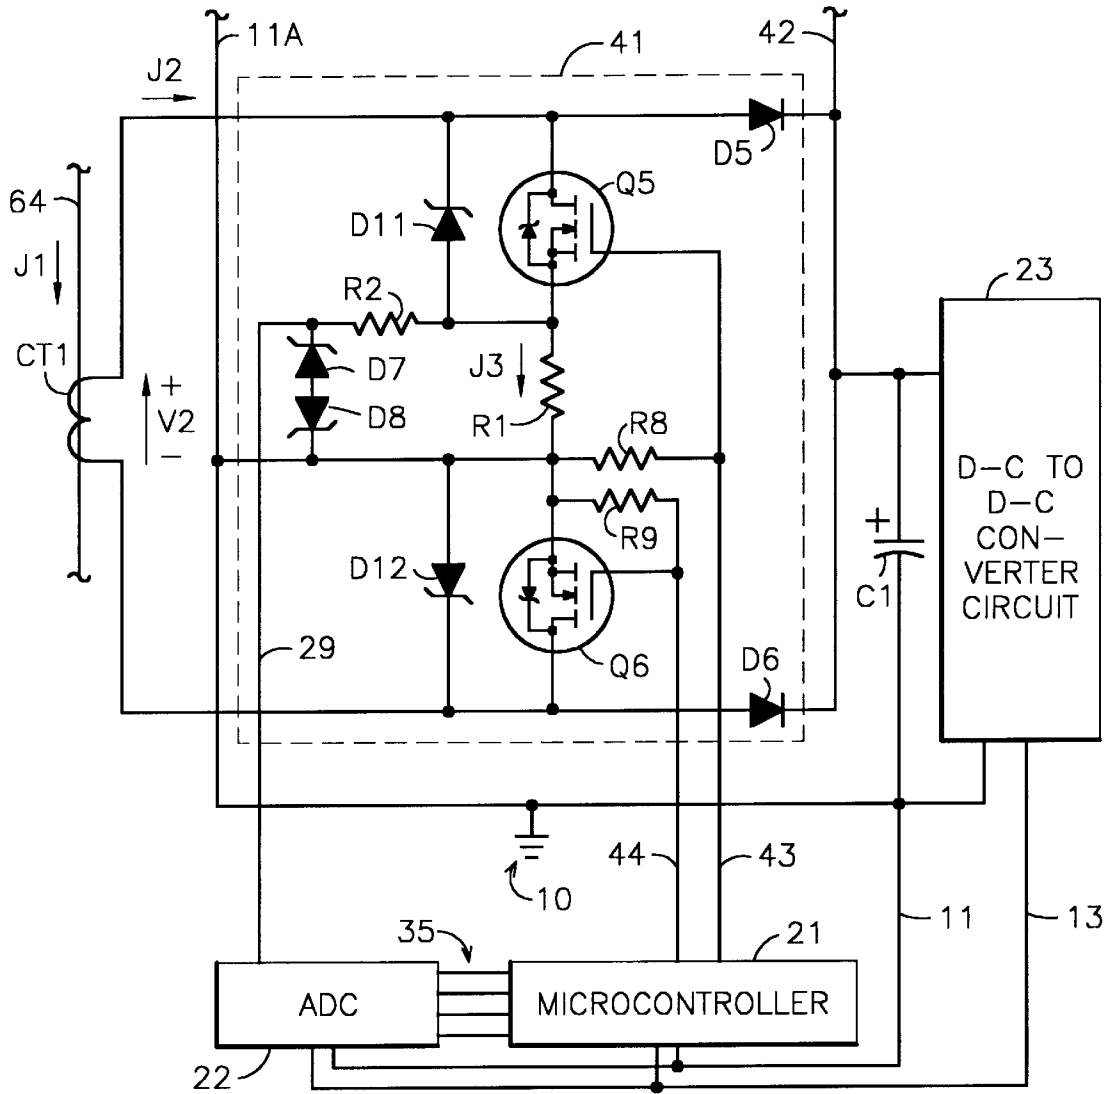 11A
41
42
J2
D5
64
Q5
D11
J1
23
R2
CT1
+
V2
−
D7
D8
J3
R1
R8
D-C TO
D-C
CON-
VERTER
CIRCUIT
R9
+
C1
D12
29
Q6
D6
44
43
10
11
13
35
21
ADC
MICROCONTROLLER
22